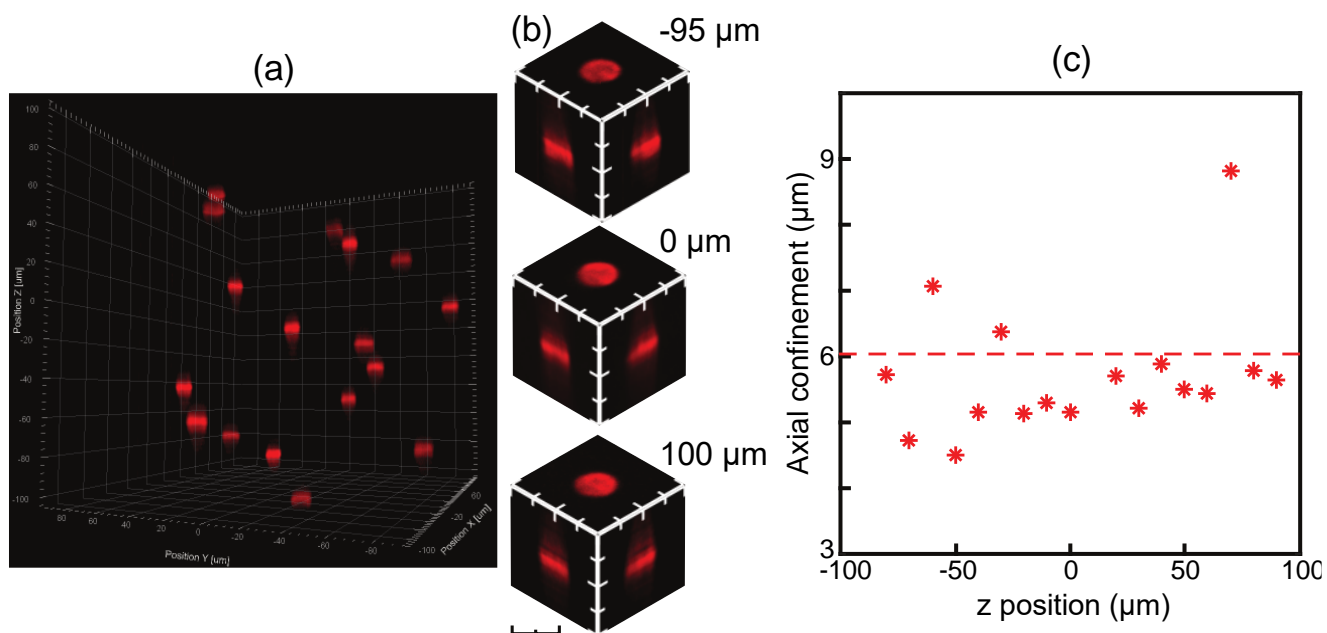 (a)
100
80
60
40
20
0
-20
-40
-60
-80
-100
Position Z [um]
80
60
40
20
0
-20
-40
-60
-80
-100
Position Y [um]
60
-20
Position X [um]
(b)
-95 µm
0 µm
100 µm
(c)
9
6
3
Axial confinement (µm)
-100
-50
0
50
100
z position (µm)